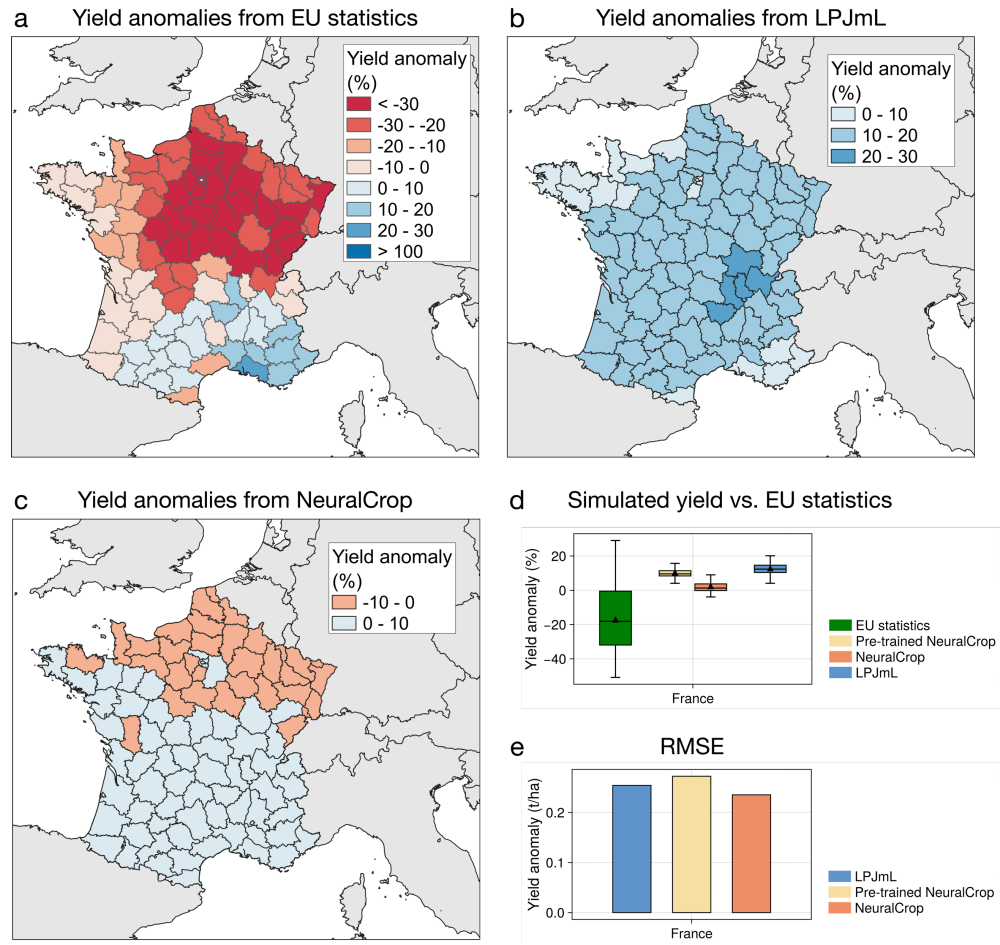 a Yield anomalies from EU statistics
Yield anomaly
(%)
< -30
-30 - -20
-20 - -10
-10 - 0
0 - 10
10 - 20
20 - 30
> 100
b Yield anomalies from LPJmL
Yield anomaly
(%)
0 - 10
10 - 20
20 - 30
c Yield anomalies from NeuralCrop
Yield anomaly
(%)
-10 - 0
0 - 10
d Simulated yield vs. EU statistics
Yield anomaly (%)
20
0
−20
−40
France
EU statistics
Pre-trained NeuralCrop
NeuralCrop
LPJmL
e RMSE
Yield anomaly (t/ha)
0.2
0.1
0.0
France
LPJmL
Pre-trained NeuralCrop
NeuralCrop